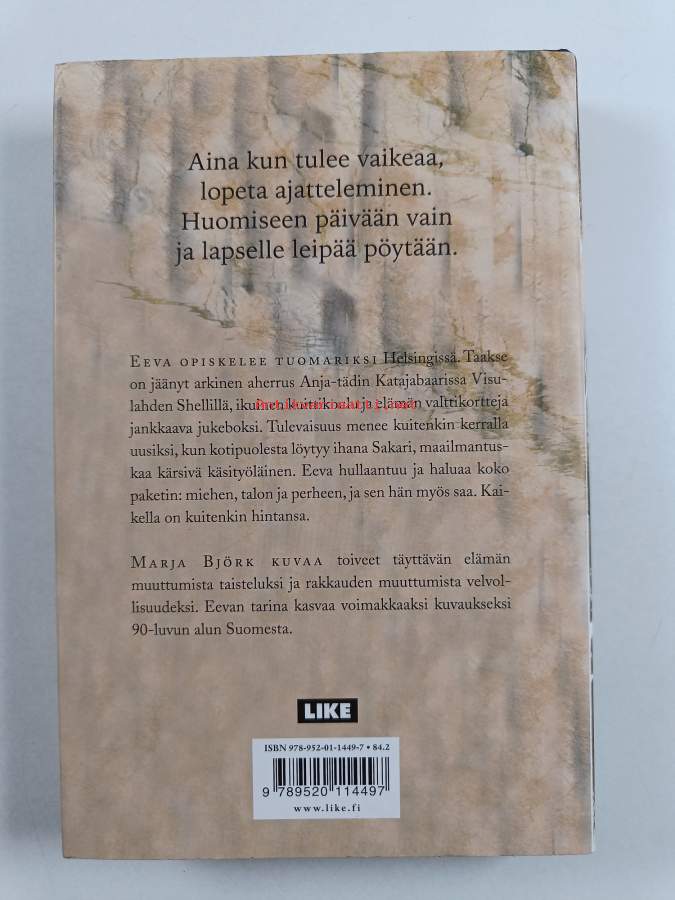 Aina kun tulee vaikeaa,
lopeta ajatteleminen.
Huomiseen päivään vain
ja lapselle leipää pöytään.
EEVA OPISKELEE TUOMARIKSI Helsingissä. Taakse
on jäänyt arkinen aherrus Anja-tädin Katajabaarissa Visu-
lahden Shellillä, ikuinen ja elämän valttikortteja
jankkaava jukeboksi. Tulevaisuus menee kuitenkin kerralla
uusiksi, kun kotipuolesta löytyy ihana Sakari, maailmantus-
kaa kärsivä käsityöläinen. Eeva hullaantuu ja haluaa koko
paketin: miehen, talon ja perheen, ja sen hän myös saa. Kai-
kella on kuitenkin hintansa.
MARJA BJÖRK KUVAA toiveet täyttävän elämän
muuttumista taisteluksi ja rakkauden muuttumista velvol-
lisuudeksi. Eevan tarina kasvaa voimakkaaksi kuvaukseksi
90-luvun alun Suomesta.
LIKE
ISBN 978-952-01-1449-7 • 84.2
9 789520 114497
www.like.fi